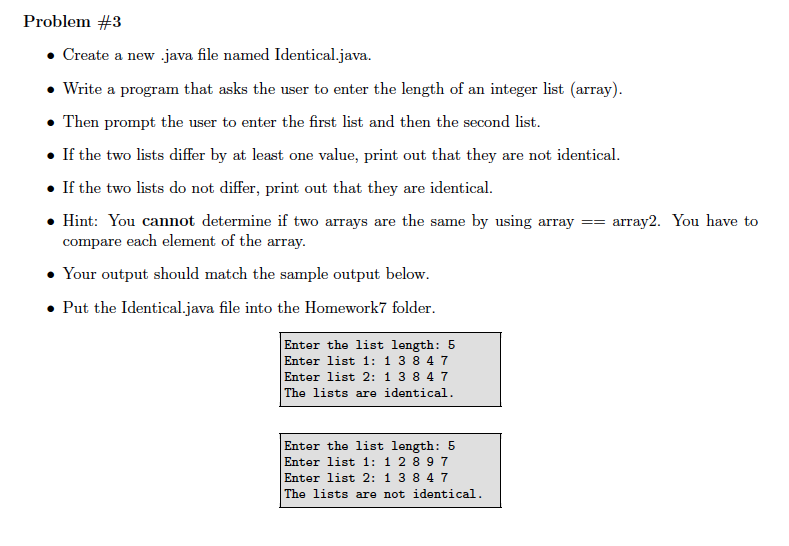 Problem #3
• Create a new .java file named Identical.java.
• Write a program that asks the user to enter the length of an integer list (array).
• Then prompt the user to enter the first list and then the second list.
• If the two lists differ by at least one value, print out that they are not identical.
• If the two lists do not differ, print out that they are identical.
• Hint: You cannot determine if two arrays are the same by using array == array2. You have to
compare each element of the array.
• Your output should match the sample output below.
• Put the Identical.java file into the Homework7 folder.
Enter the list length: 5
Enter list 1: 1 3 8 4 7
Enter list 2: 1 3 8 4 7
The lists are identical.
Enter the list length: 5
Enter list 1: 1 2 8 9 7
Enter list 2: 1 3 8 4 7
The lists are not identical.